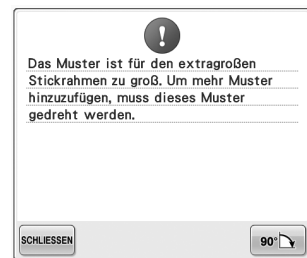 Das Muster ist für den extragroßen
Stickrahmen zu groß. Um mehr Muster
hinzuzufügen, muss dieses Muster
gedreht werden.
SCHLIESSEN
90°